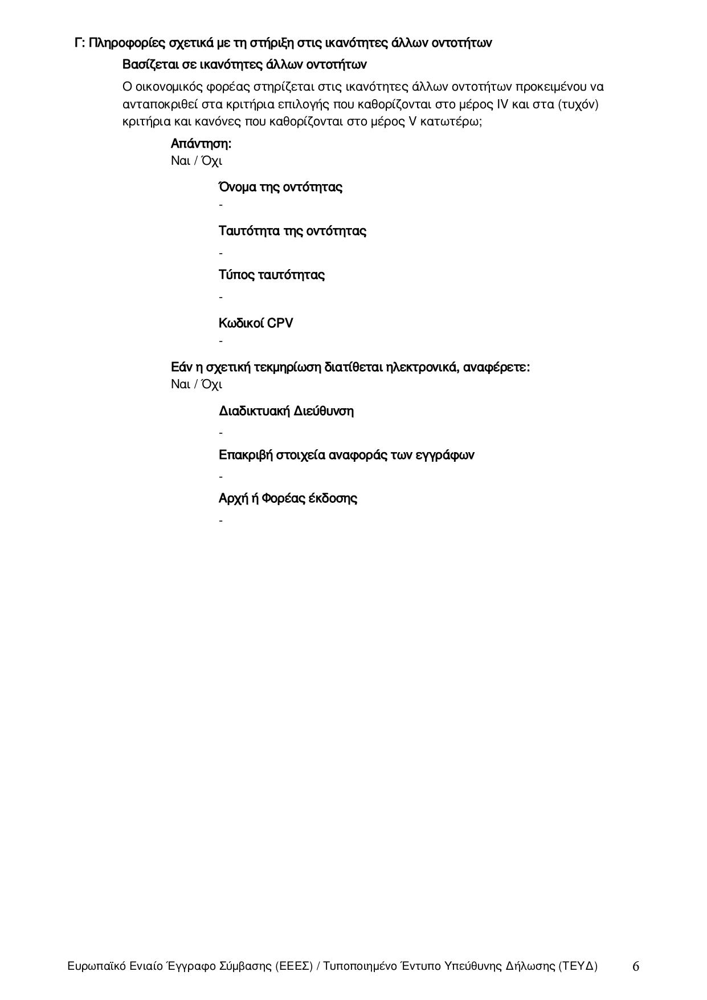 Γ: Πληροφορίες σχετικά με τη στήριξη στις ικανότητες άλλων οντοτήτων
Βασίζεται σε ικανότητες άλλων οντοτήτων
Ο οικονομικός φορέας στηρίζεται στις ικανότητες άλλων οντοτήτων προκειμένου να
ανταποκριθεί στα κριτήρια επιλογής που καθορίζονται στο μέρος IV και στα (τυχόν)
κριτήρια και κανόνες που καθορίζονται στο μέρος V κατωτέρω;
Απάντηση:
Ναι / Όχι
Όνομα της οντότητας
-
Ταυτότητα της οντότητας
-
Τύπος ταυτότητας
-
Κωδικοί CPV
-
Εάν η σχετική τεκμηρίωση διατίθεται ηλεκτρονικά, αναφέρετε:
Ναι / Όχι
Διαδικτυακή Διεύθυνση
-
Επακριβή στοιχεία αναφοράς των εγγράφων
-
Αρχή ή Φορέας έκδοσης
-
Ευρωπαϊκό Ενιαίο Έγγραφο Σύμβασης (ΕΕΕΣ) / Τυποποιημένο Έντυπο Υπεύθυνης Δήλωσης (ΤΕΥΔ) 6